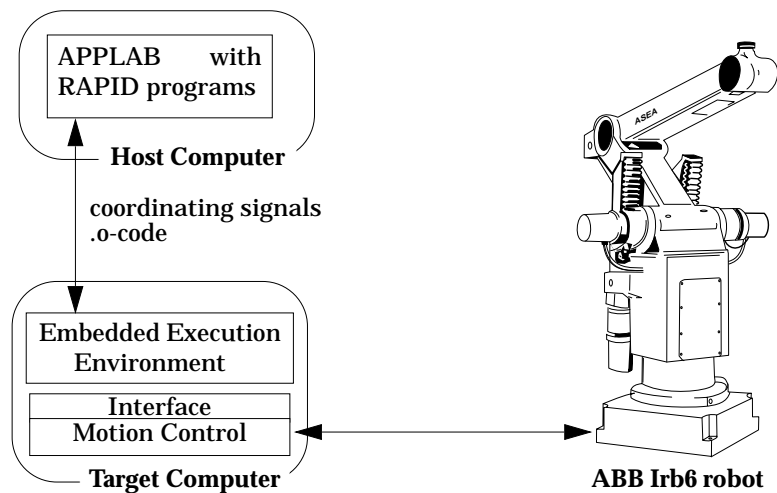 APPLAB with
RAPID programs
Host Computer
coordinating signals
.o-code
Embedded Execution
Environment
Interface
Motion Control
Target Computer
ASEA
ABB Irb6 robot